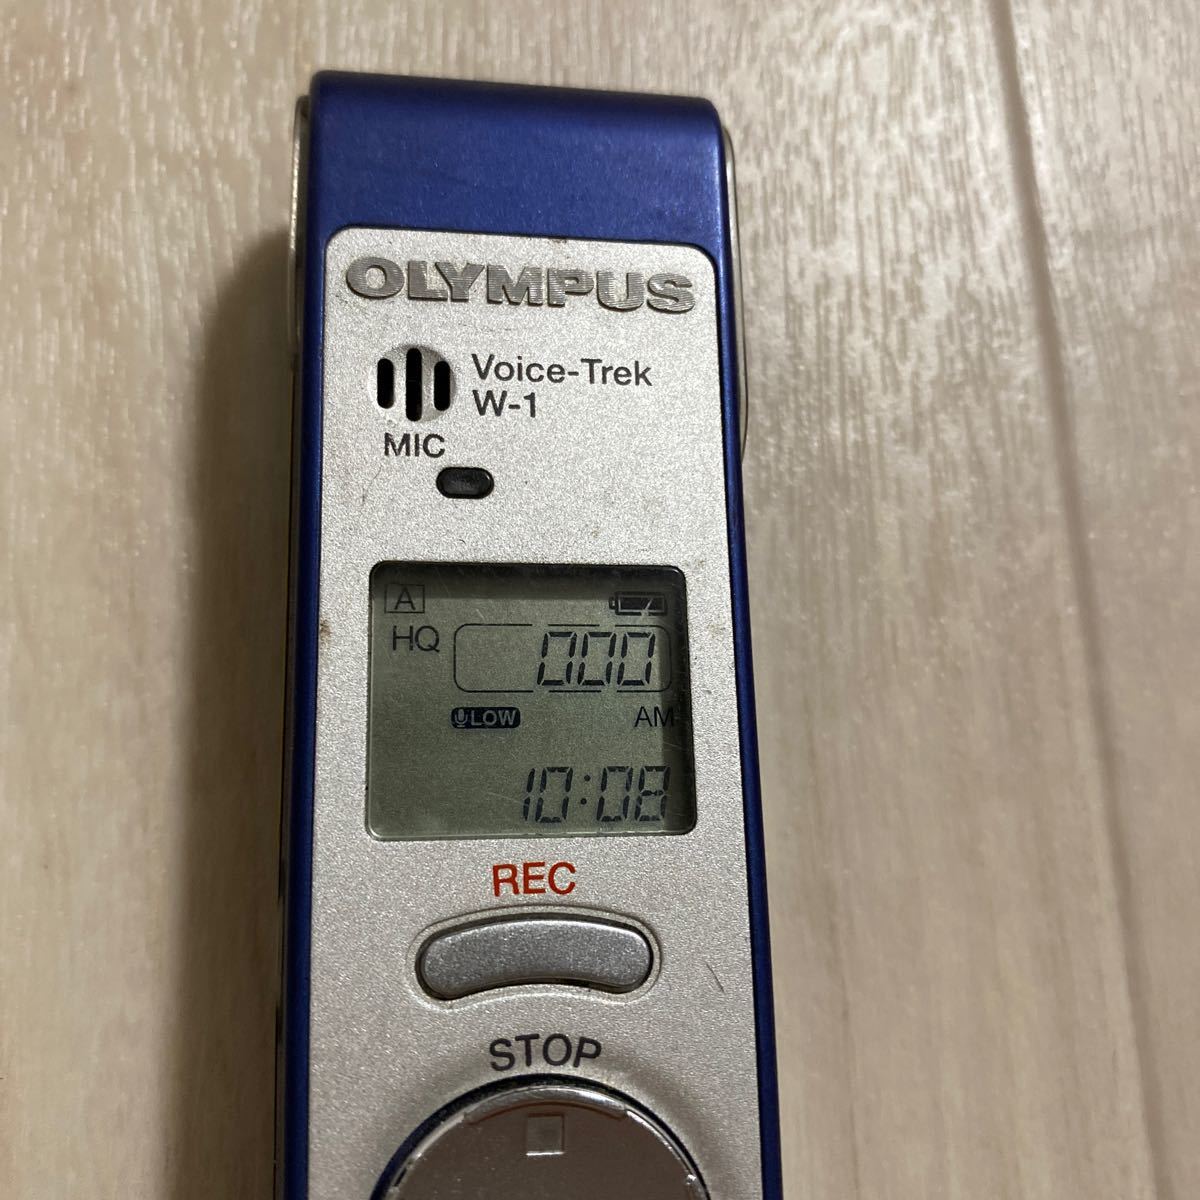 OLYMPUS
Voice-Trek
W-1
MIC
A
HQ 000
LOW AM
10:08
REC
STOP